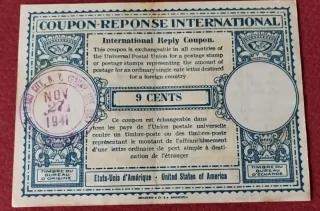 COUPON-REPONSE INTERNATIONAL
International Reply Coupon.
This coupon is exchangeable in all countries of
the Universal Postal Union for a postage stamp
or postage stamps representing the amount of
postage for an ordinary single-rate letter destined
for a foreign country
9 CENTS
NOV
27
1941
Ce coupon est échangeable dans
tous les pays de l'Union postale universelle
contre un timbre-poste ou des timbres-poste
représentant le montant de l'affranchissement
d'une lettre ordinaire de port simple à desti-
nation de l'étranger
TIMBRE DU
BUREAU
D'ORIGINE
TIMBRE DU
BUREAU
D'ÉCHANGE
Etats-Unis d'Amérique - United States of America